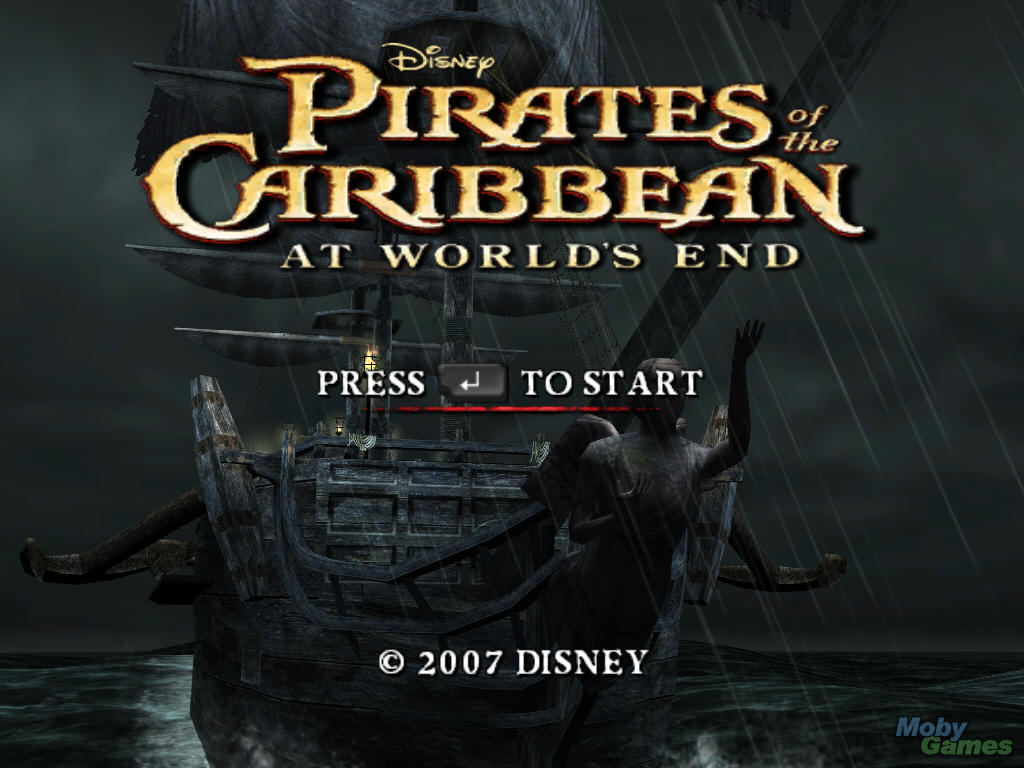 Disney
PIRATES of the
CARIBBEAN
AT WORLD'S END
PRESS ↵ TO START
© 2007 DISNEY
Moby
Games